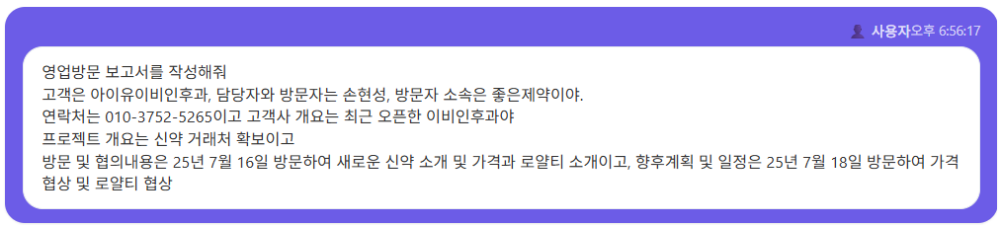 사용자오후 6:56:17
영업방문 보고서를 작성해줘
고객은 아이유이비인후과, 담당자와 방문자는 손현성, 방문자 소속은 좋은제약이야.
연락처는 010-3752-5265이고 고객사 개요는 최근 오픈한 이비인후과야
프로젝트 개요는 신약 거래처 확보이고
방문 및 협의내용은 25년 7월 16일 방문하여 새로운 신약 소개 및 가격과 로얄티 소개이고, 향후계획 및 일정은 25년 7월 18일 방문하여 가격
협상 및 로얄티 협상